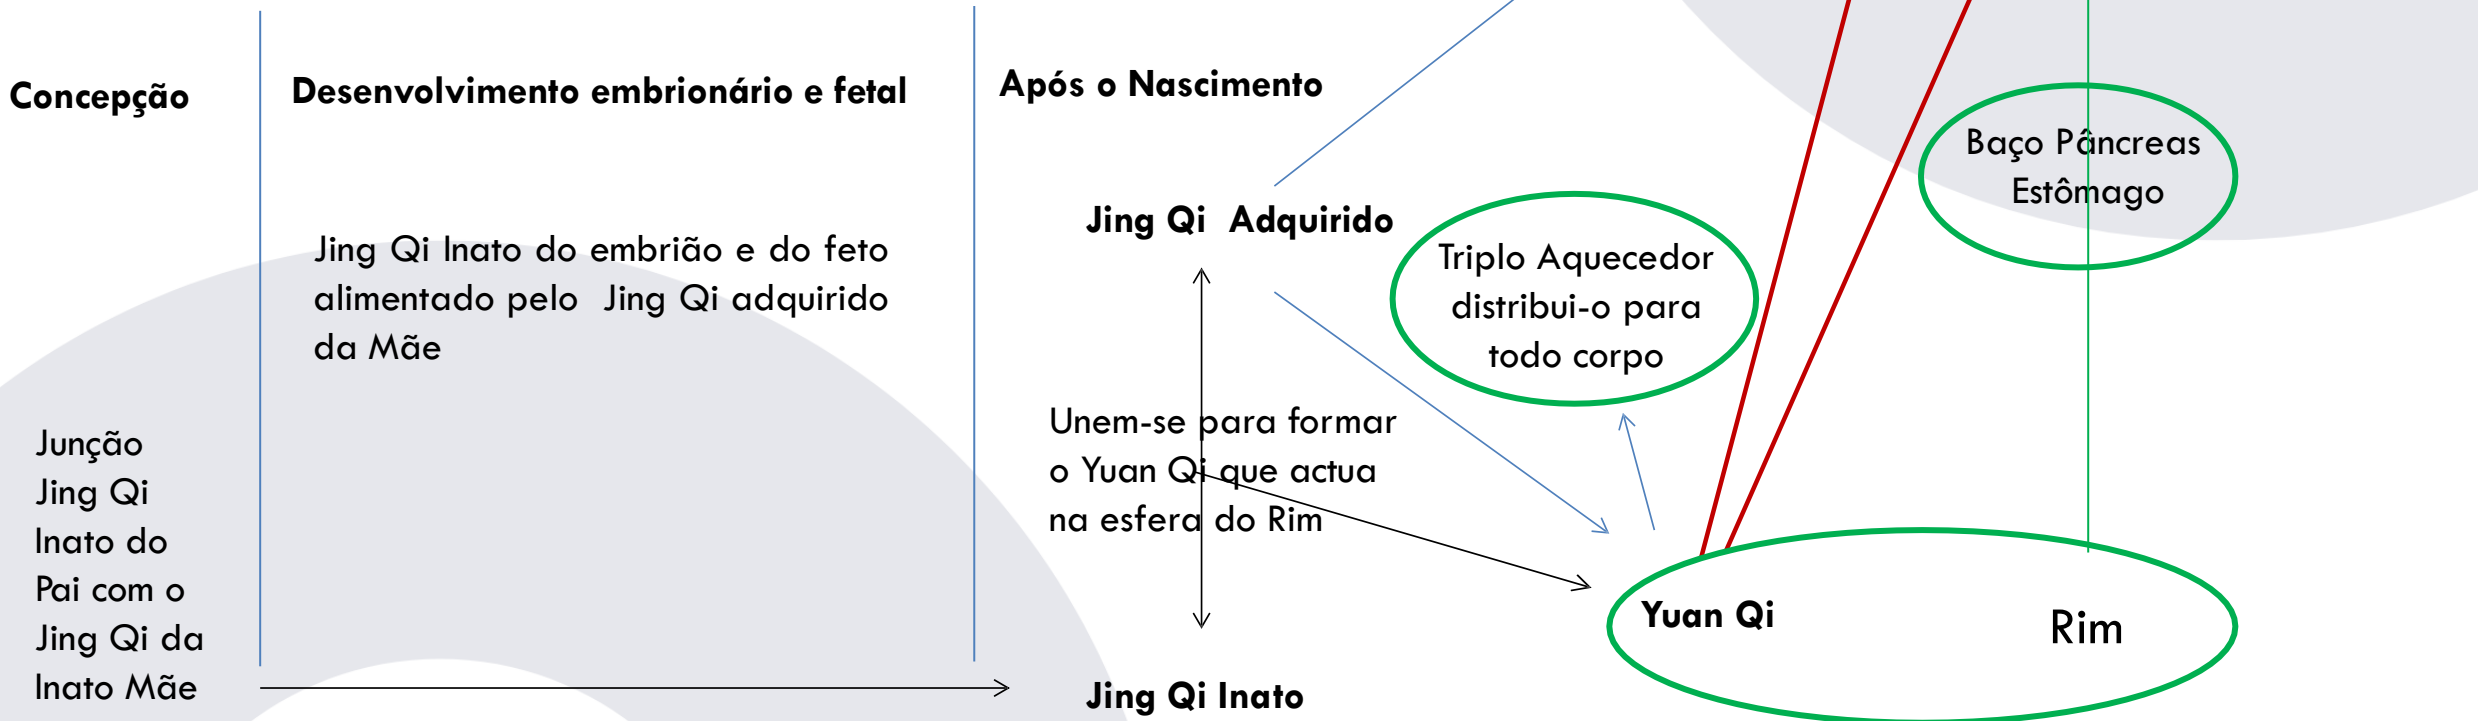 Concepção
Junção
Jing Qi
Inato do
Pai com o
Jing Qi da
Inato Mãe
Desenvolvimento embrionário e fetal
Jing Qi Inato do embrião e do feto
alimentado pelo Jing Qi adquirido
da Mãe
Após o Nascimento
Jing Qi Adquirido
Unem-se para formar
o Yuan Qi que actua
na esfera do Rim
Jing Qi Inato
Triplo Aquecedor
distribui-o para
todo corpo
Baço Pâncreas
Estômago
Yuan Qi
Rim